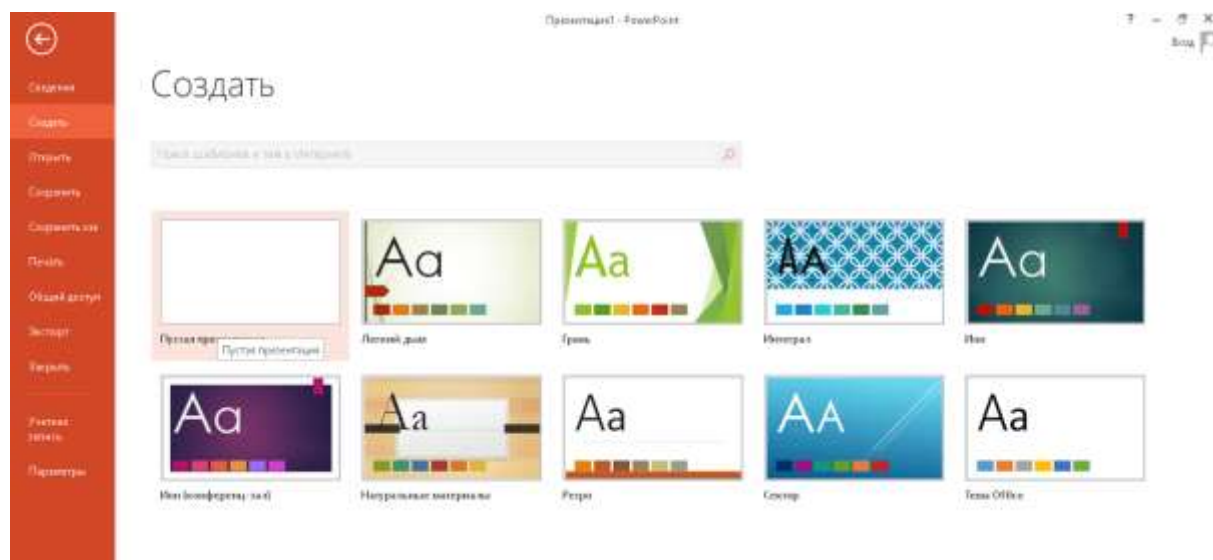 Презентация1 - PowerPoint
?
Вход
Сведения
Создать
Открыть
Сохранить
Сохранить как
Печать
Общий доступ
Экспорт
Закрыть
Учетная
запись
Параметры
Создать
Поиск шаблонов и тем в Интернете
Пустая
Пустая презентация
Легкий дым
Грань
Интеграл
Ион
Aa
Aa
AA
Aa
Ион (конференц-зал)
Натуральные материалы
Ретро
Сектор
Тема Office
Aa
Aa
Aa
AA
Aa